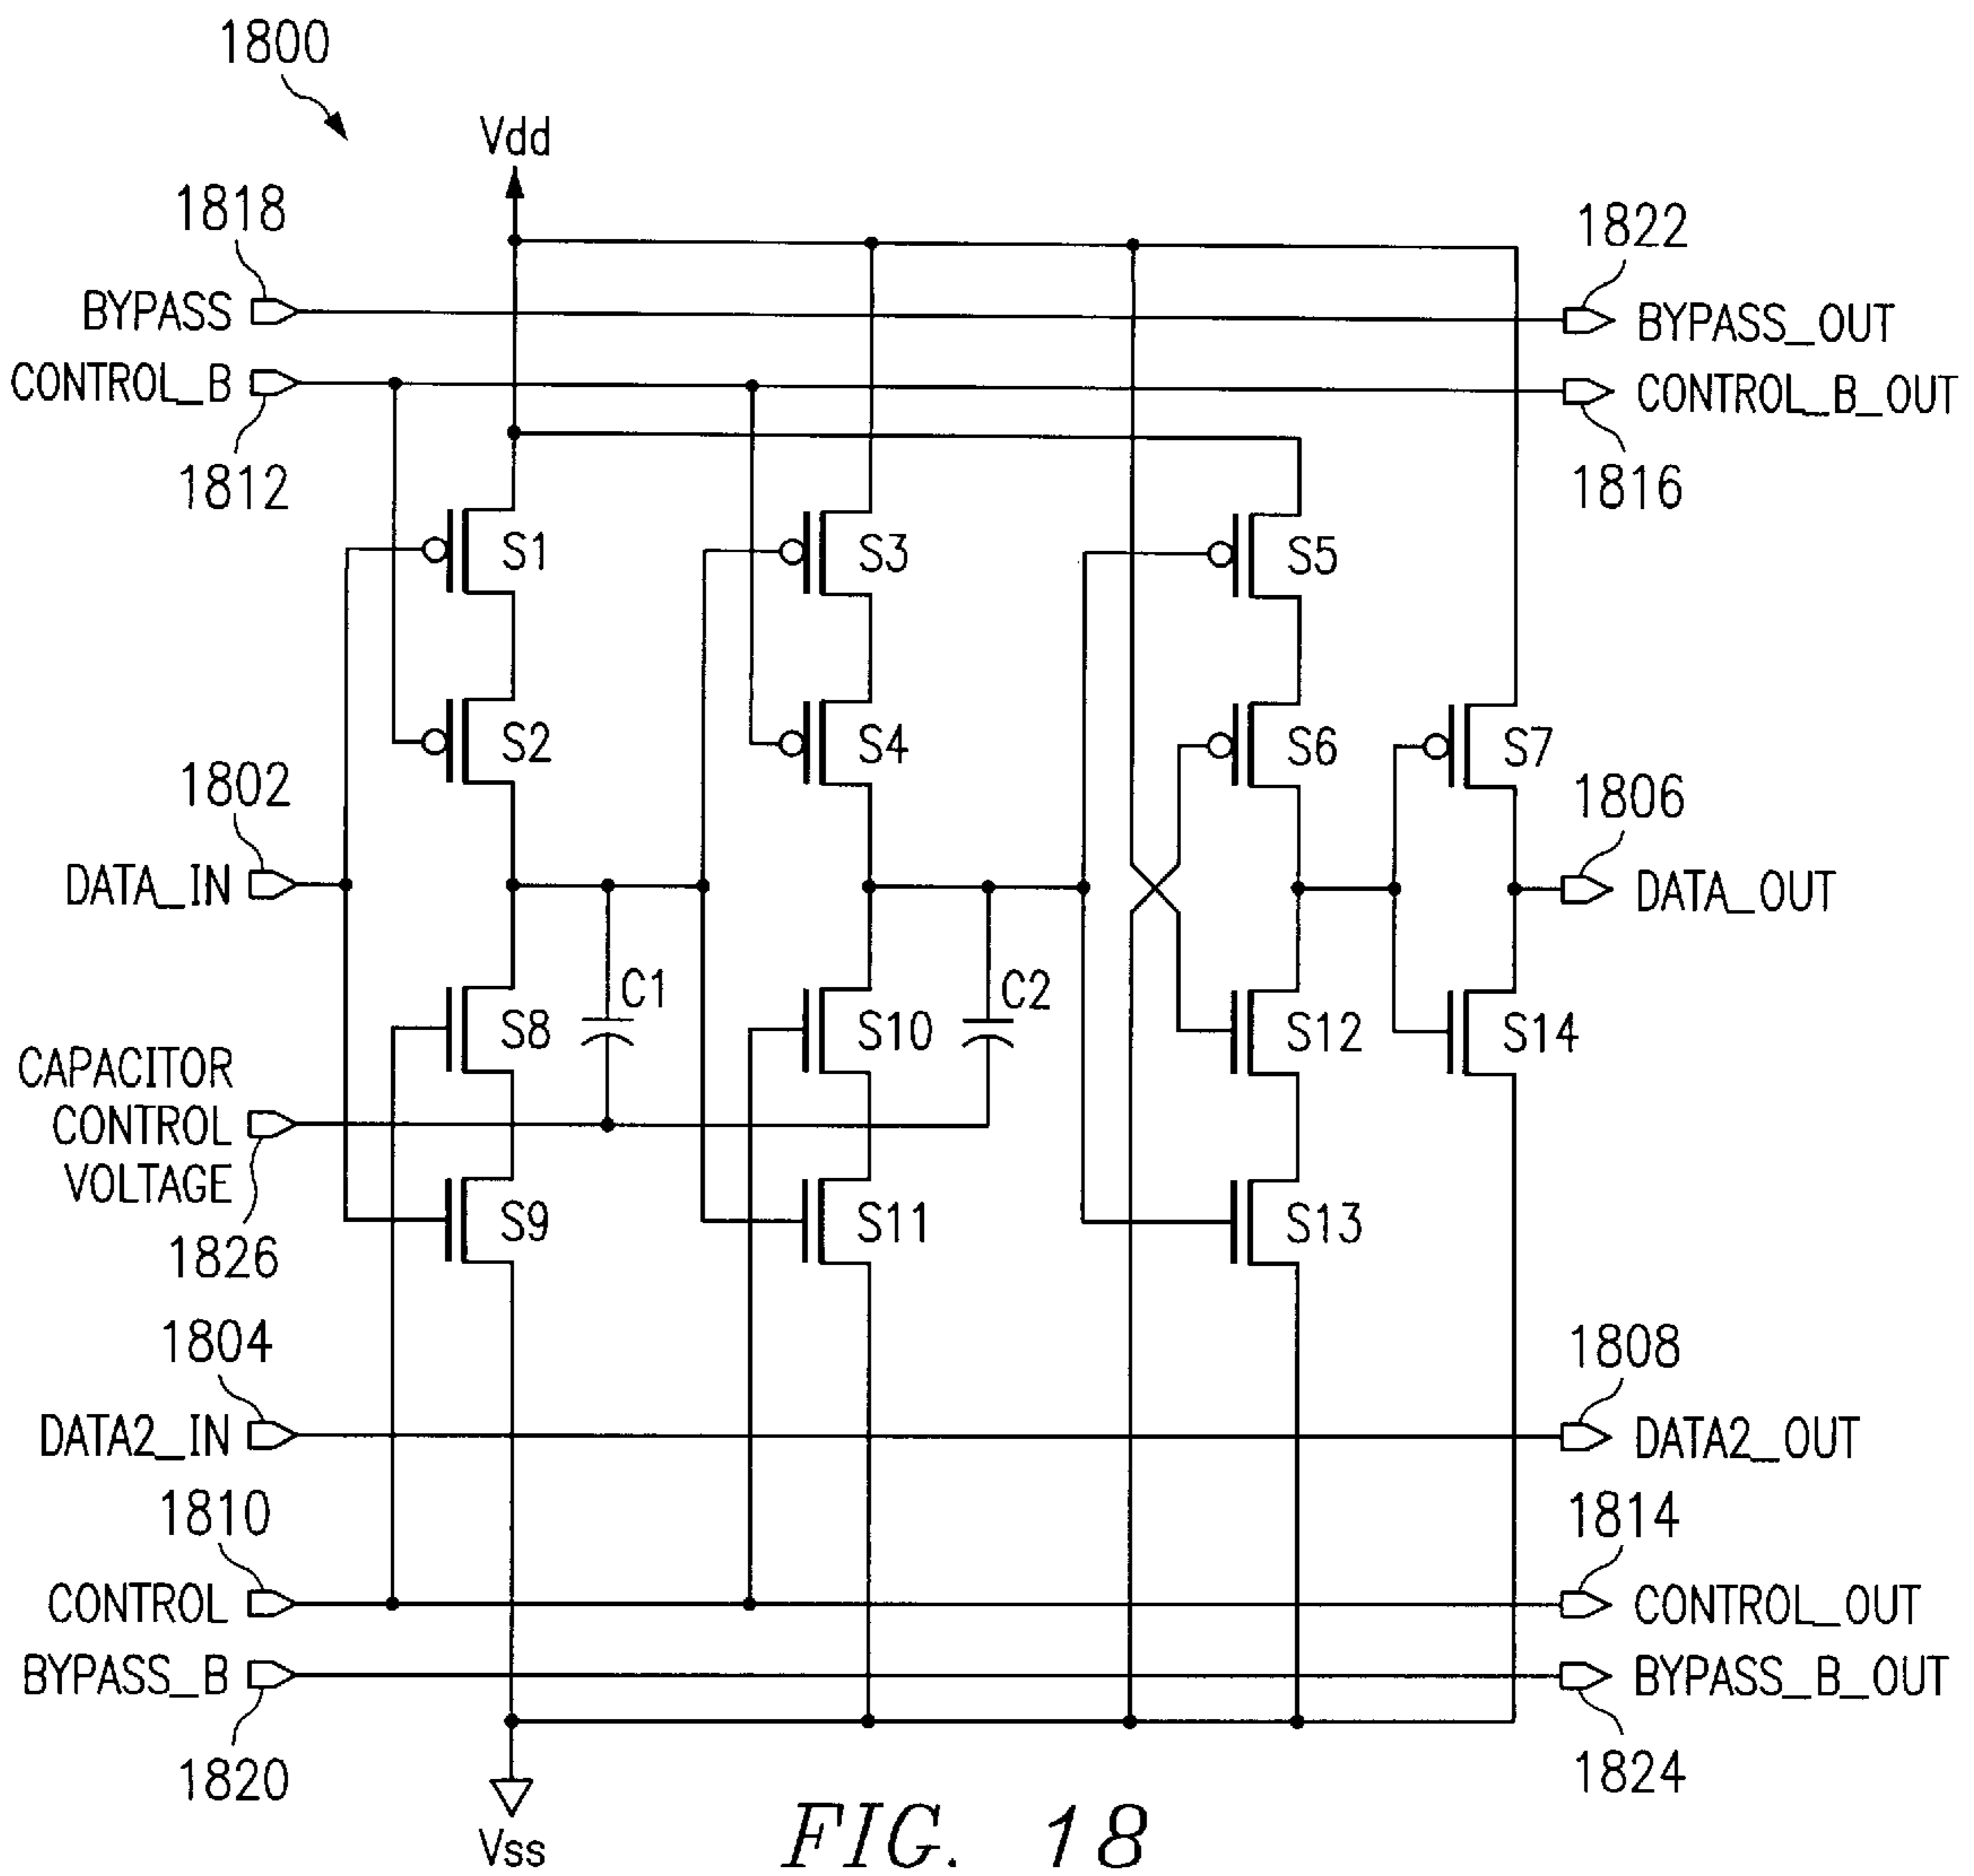 1800
Vdd
1818
1822
BYPASS
BYPASS_OUT
CONTROL_B
CONTROL_B_OUT
1812
1816
S1
S3
S5
S2
S4
S6
S7
1802
1806
DATA_IN
DATA_OUT
C1
C2
S8
S10
S12
S14
CAPACITOR
CONTROL
VOLTAGE
S9
S11
S13
1826
1804
1808
DATA2_IN
DATA2_OUT
1810
1814
CONTROL
CONTROL_OUT
BYPASS_B
BYPASS_B_OUT
1820
1824
Vss
FIG. 18